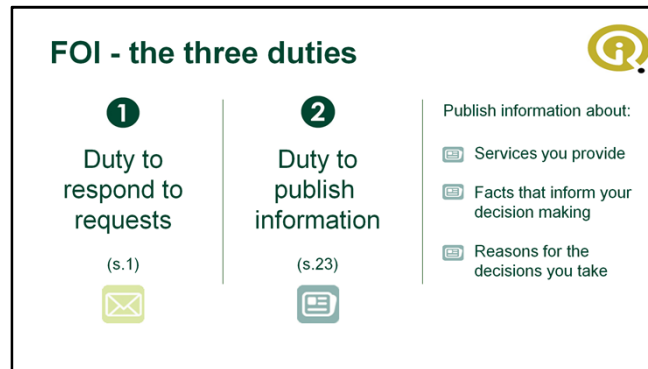 FOI - the three duties
1
Duty to
respond to
requests
(s.1)
2
Duty to
publish
information
(s.23)
Publish information about:
Services you provide
Facts that inform your
decision making
Reasons for the
decisions you take